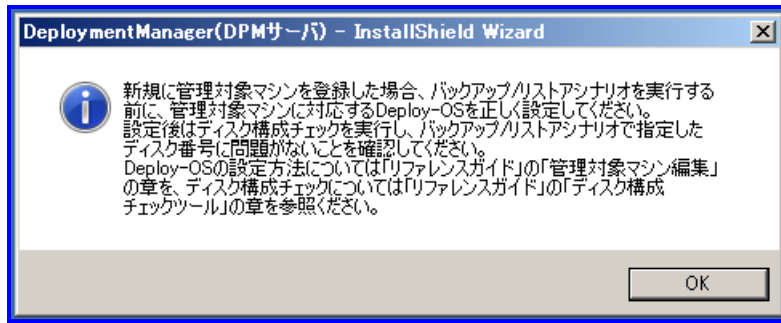 DeploymentManager(DPMサーバ) - InstallShield Wizard
新規に管理対象マシンを登録した場合、バックアップ/リストアシナリオを実行する
前に、管理対象マシンに対応するDeploy-OSを正しく設定してください。
設定後はディスク構成チェックを実行し、バックアップ/リストアシナリオで指定した
ディスク番号に問題がないことを確認してください。
Deploy-OSの設定方法については「リファレンスガイド」の「管理対象マシン編集」
の章を、ディスク構成チェックについては「リファレンスガイド」の「ディスク構成
チェックツール」の章を参照ください。
OK